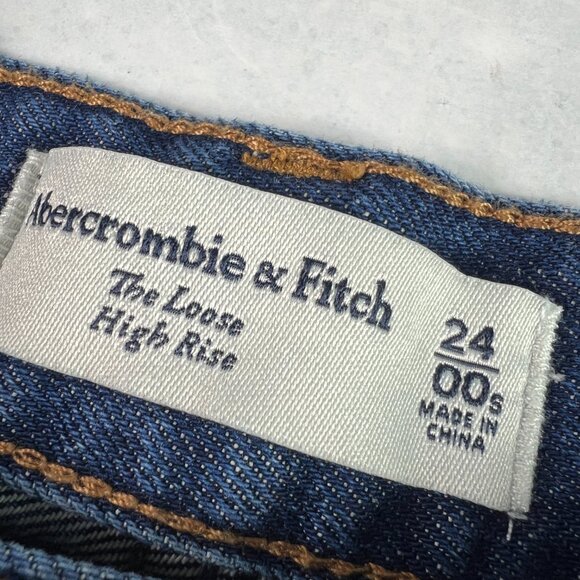 Abercrombie & Fitch
The Loose
High Rise
24
00s
MADE IN
CHINA